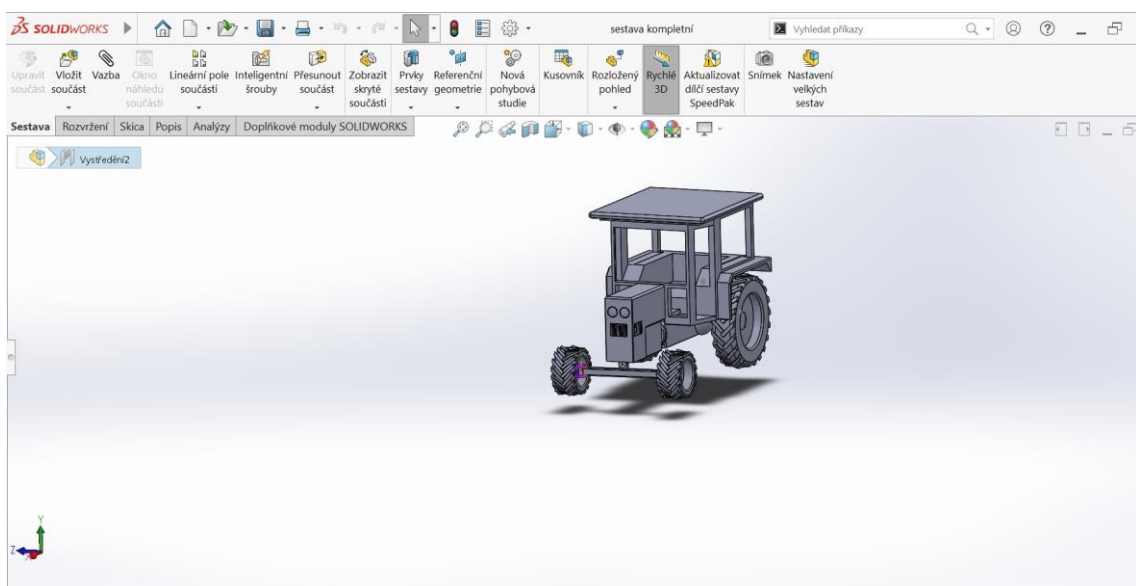 SOLIDWORKS
sestava kompletní
Vyhledat příkazy
Upravit součást
Vložit součást
Vazba
Okno náhledu součásti
Lineární pole součásti
Inteligentní šrouby
Přesunout součást
Zobrazit skryté součásti
Prvky sestavy
Referenční geometrie
Nová pohybová studie
Kusovník
Rozložený pohled
Rychlé 3D
Aktualizovat dílčí sestavy SpeedPak
Snímek
Nastavení velkých sestav
Sestava
Rozvržení
Skica
Popis
Analýzy
Doplňkové moduly SOLIDWORKS
Vystředění2
Y
Z